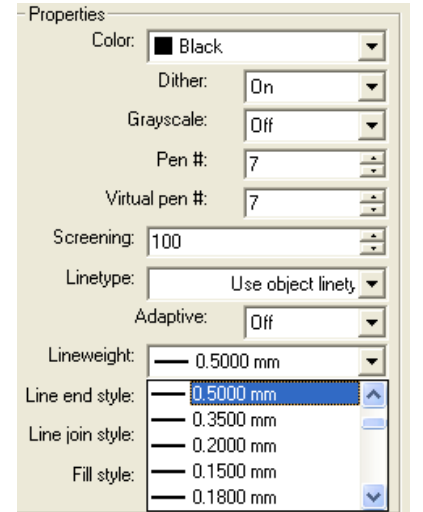 Properties
Color: Black
Dither: On
Grayscale: Off
Pen #: 7
Virtual pen #: 7
Screening: 100
Linetype: Use object linety
Adaptive: Off
Lineweight: 0.5000 mm
Line end style: 0.5000 mm
0.3500 mm
Line join style: 0.2000 mm
Fill style: 0.1500 mm
0.1800 mm